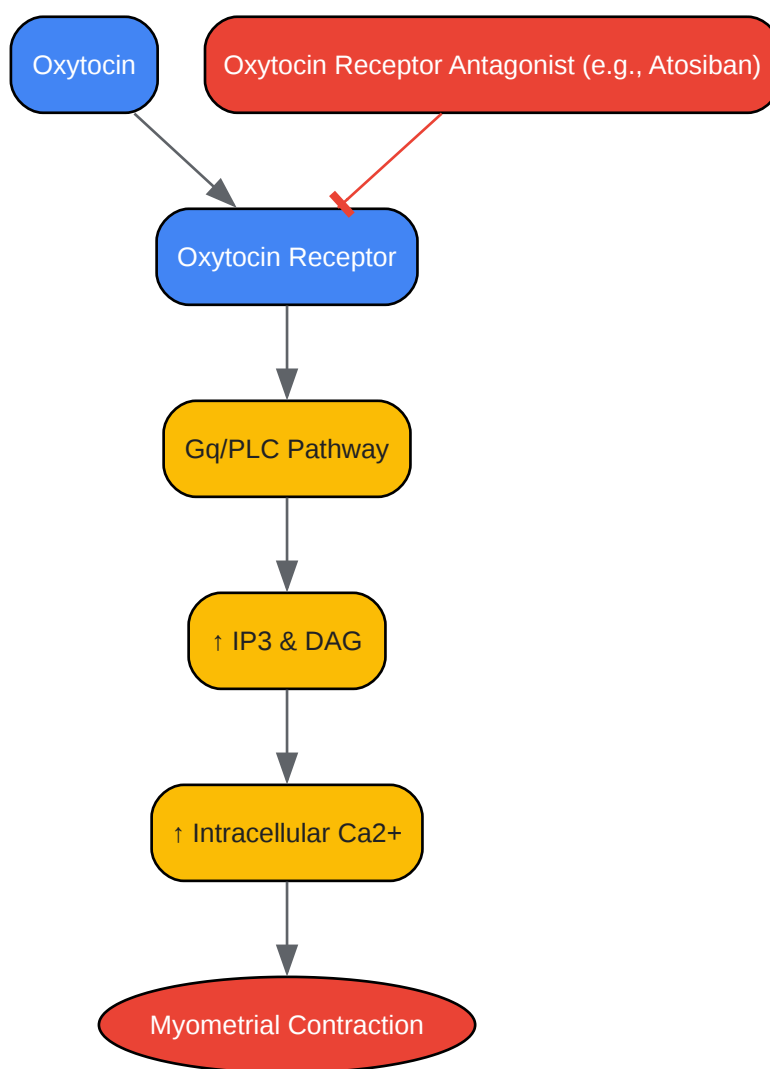 Oxytocin
Oxytocin Receptor Antagonist (e.g., Atosiban)
Oxytocin Receptor
Gq/PLC Pathway
↑ IP3 & DAG
↑ Intracellular Ca2+
Myometrial Contraction